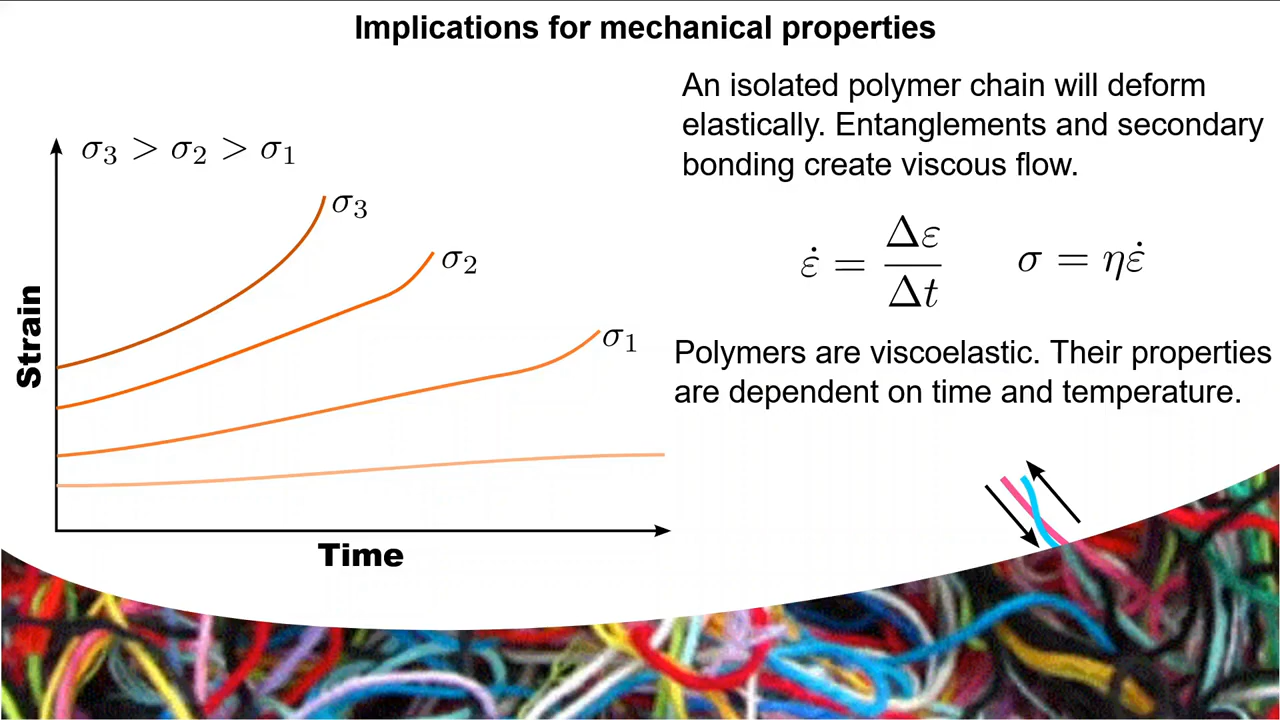 Implications for mechanical properties
σ₃ > σ₂ > σ₁
σ₃
σ₂
σ₁
Strain
Time
An isolated polymer chain will deform
elastically. Entanglements and secondary
bonding create viscous flow.
ε̇ = Δε/Δt σ = ηε̇
Polymers are viscoelastic. Their properties
are dependent on time and temperature.